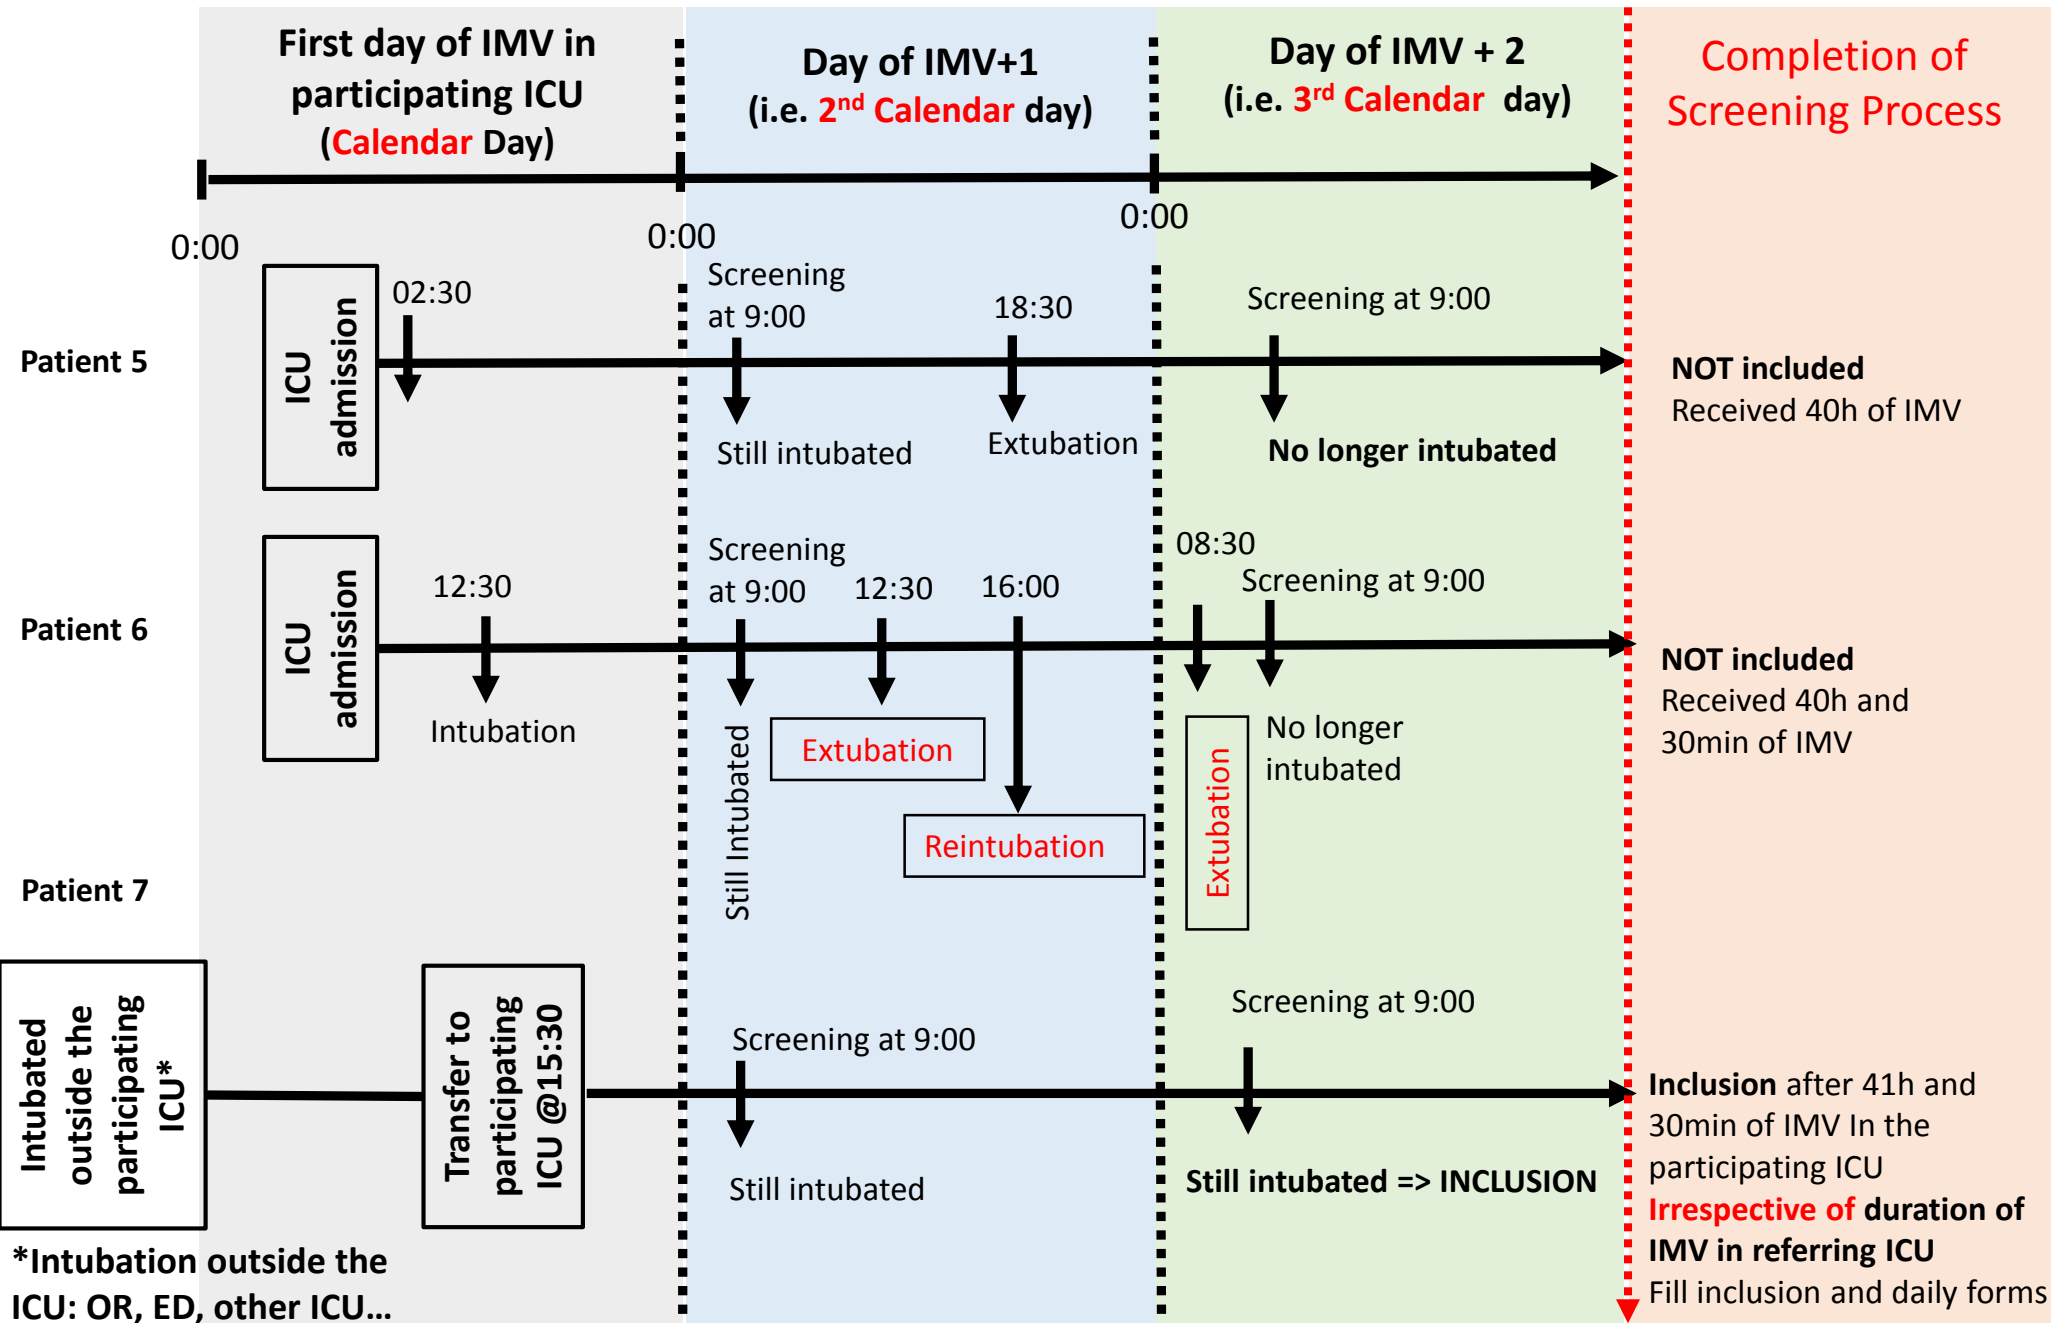 First day of IMV in
participating ICU
(Calendar Day)
Day of IMV+1
(i.e. 2nd Calendar day)
Day of IMV + 2
(i.e. 3rd Calendar day)
Completion of
Screening Process
0:00
0:00
0:00
Patient 5
ICU
admission
02:30
Screening
at 9:00
Still intubated
18:30
Extubation
Screening at 9:00
No longer intubated
NOT included
Received 40h of IMV
Patient 6
ICU
admission
12:30
Intubation
Screening
at 9:00
Still Intubated
12:30
Extubation
16:00
Reintubation
08:30
Extubation
Screening at 9:00
No longer
intubated
NOT included
Received 40h and
30min of IMV
Patient 7
Intubated
outside the
participating
ICU*
Transfer to
participating
ICU @15:30
Screening at 9:00
Still intubated
Screening at 9:00
Still intubated => INCLUSION
Inclusion after 41h and
30min of IMV In the
participating ICU
Irrespective of duration of
IMV in referring ICU
Fill inclusion and daily forms
*Intubation outside the
ICU: OR, ED, other ICU...